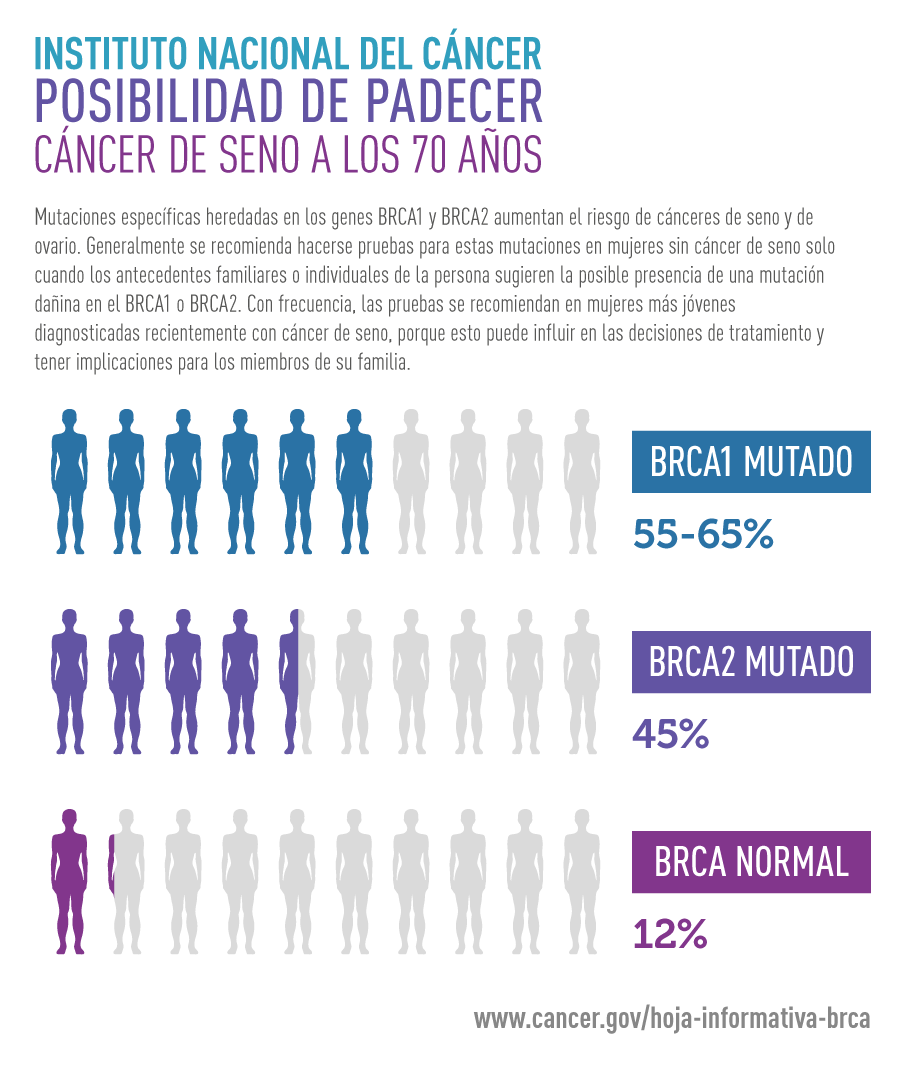 INSTITUTO NACIONAL DEL CÁNCER
POSIBILIDAD DE PADECER
CÁNCER DE SENO A LOS 70 AÑOS
Mutaciones específicas heredadas en los genes BRCA1 y BRCA2 aumentan el riesgo de cánceres de seno y de
ovario. Generalmente se recomienda hacerse pruebas para estas mutaciones en mujeres sin cáncer de seno solo
cuando los antecedentes familiares o individuales de la persona sugieren la posible presencia de una mutación
dañina en el BRCA1 o BRCA2. Con frecuencia, las pruebas se recomiendan en mujeres más jóvenes
diagnosticadas recientemente con cáncer de seno, porque esto puede influir en las decisiones de tratamiento y
tener implicaciones para los miembros de su familia.
BRCA1 MUTADO
55-65%
BRCA2 MUTADO
45%
BRCA NORMAL
12%
www.cancer.gov/hoja-informativa-brca